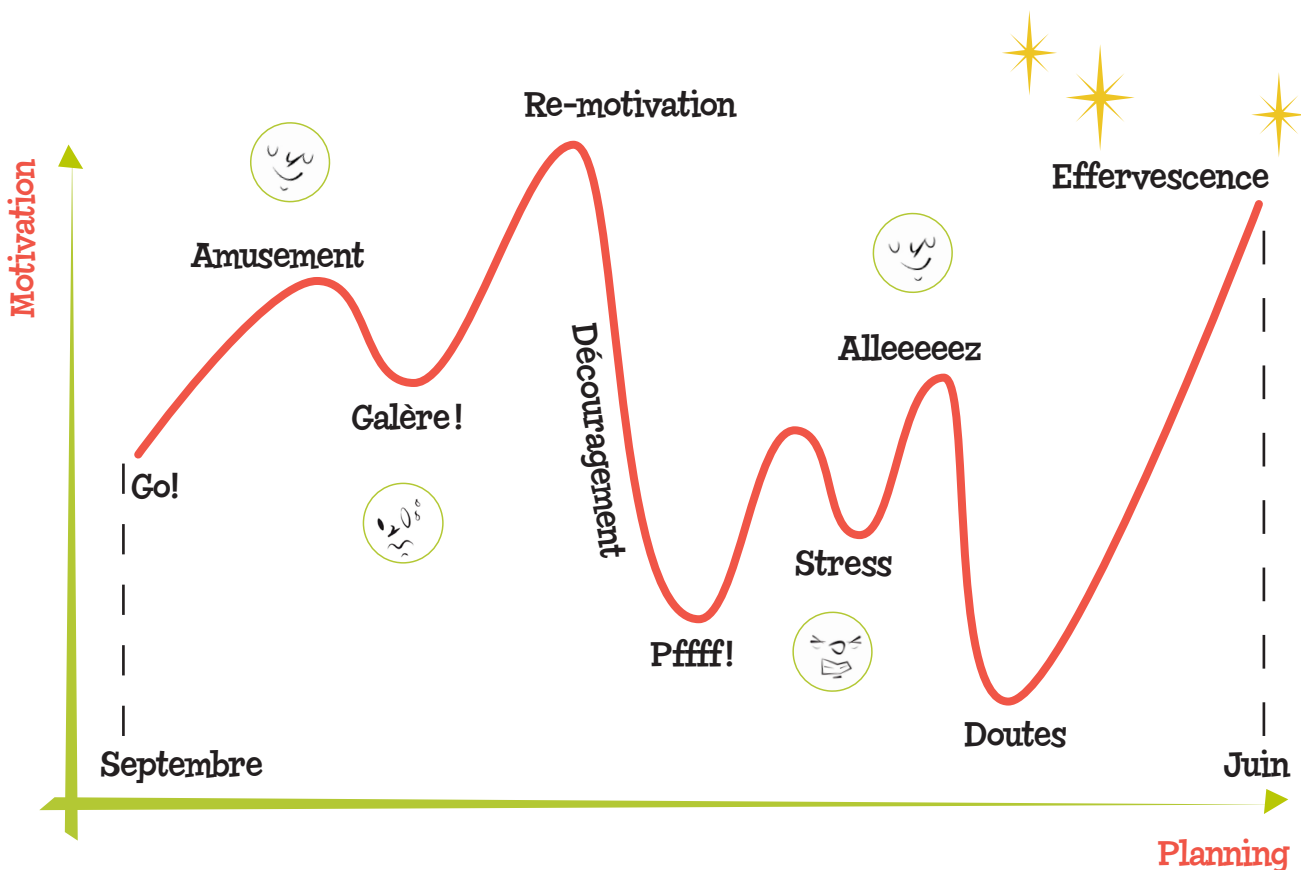 Re-motivation
Effervescence
Motivation
Amusement
Alleeeeez
Découragement
Galère !
Go!
Stress
Pffff !
Doutes
Septembre
Juin
Planning